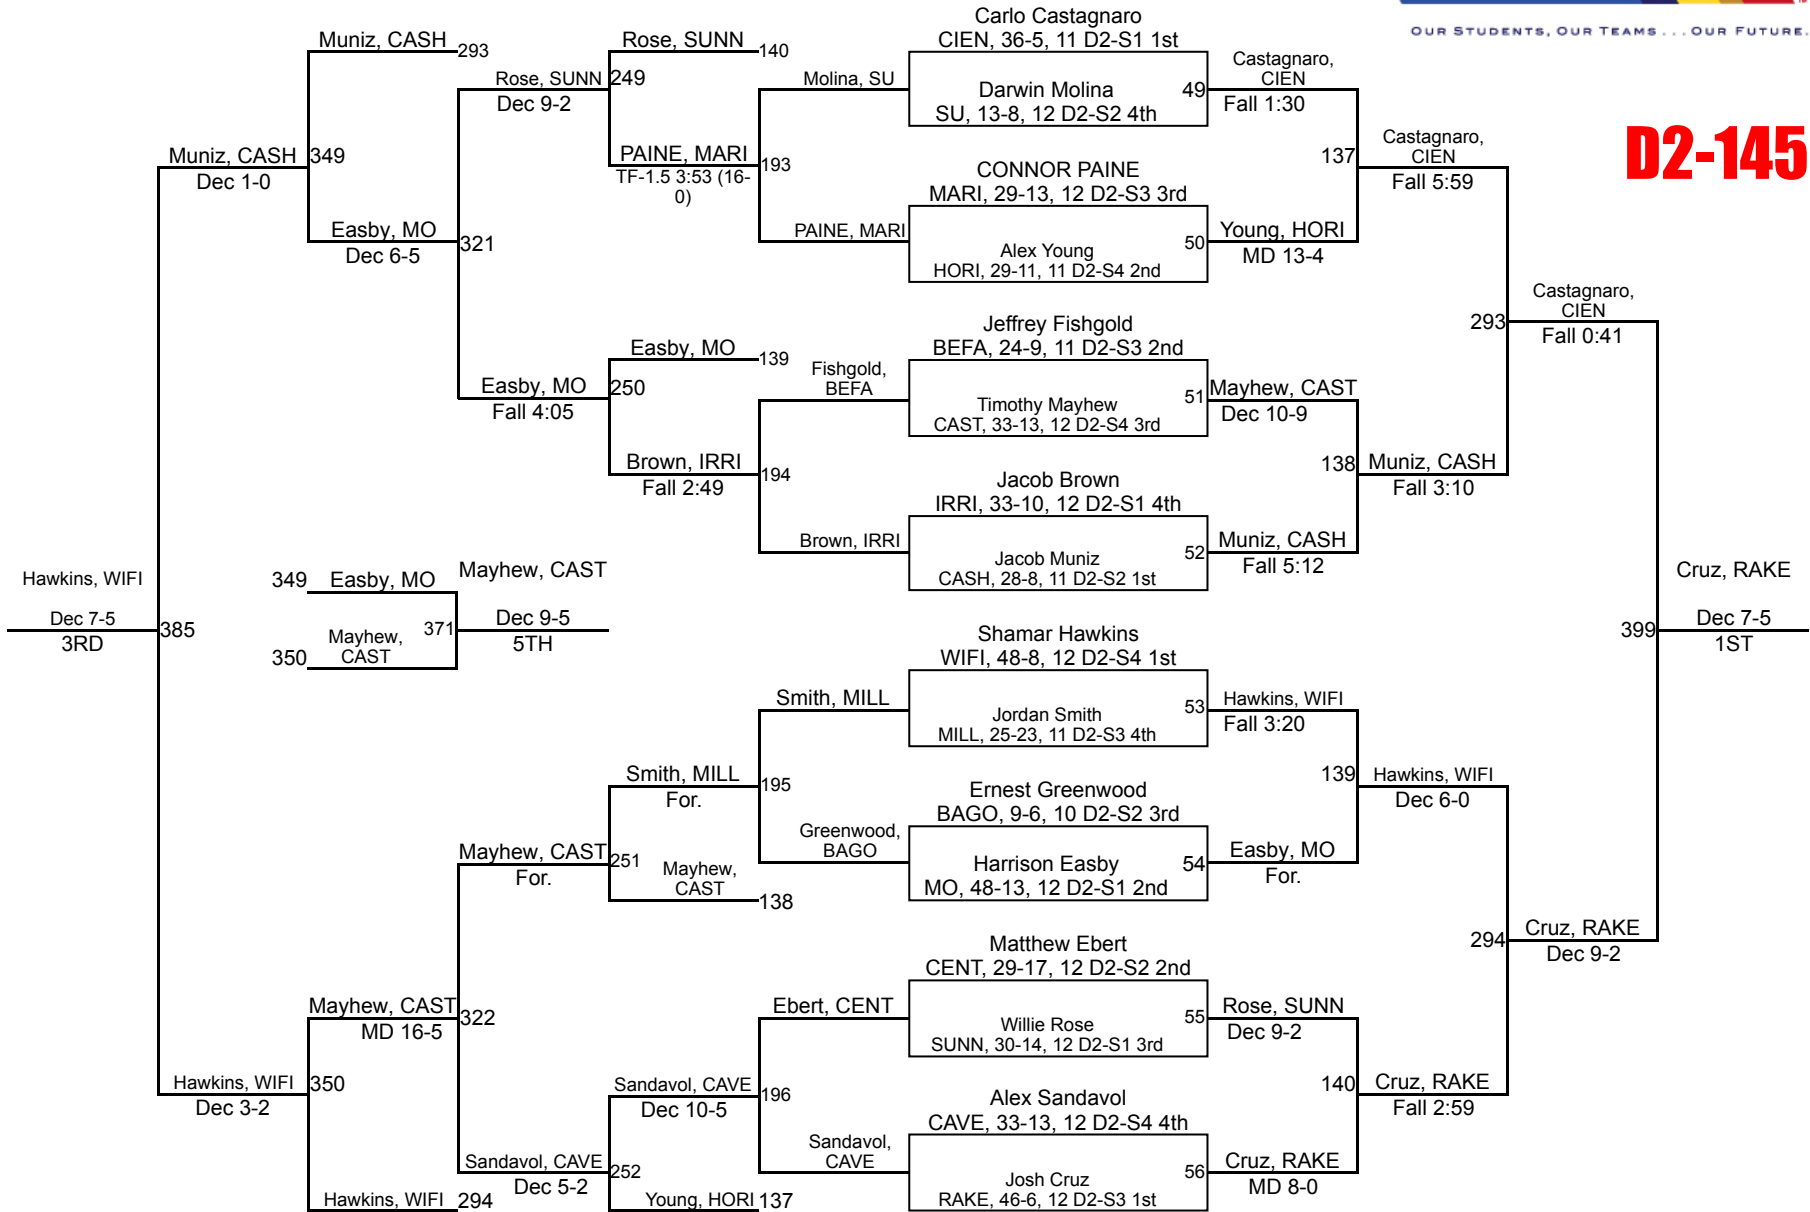 OUR STUDENTS, OUR TEAMS . . . OUR FUTURE.
D2-145
Carlo Castagnaro
CIEN, 36-5, 11 D2-S1 1st
Darwin Molina
SU, 13-8, 12 D2-S2 4th
49
CONNOR PAINE
MARI, 29-13, 12 D2-S3 3rd
Alex Young
HORI, 29-11, 11 D2-S4 2nd
50
Jeffrey Fishgold
BEFA, 24-9, 11 D2-S3 2nd
Timothy Mayhew
CAST, 33-13, 12 D2-S4 3rd
51
Jacob Brown
IRRI, 33-10, 12 D2-S1 4th
Jacob Muniz
CASH, 28-8, 11 D2-S2 1st
52
Shamar Hawkins
WIFI, 48-8, 12 D2-S4 1st
Jordan Smith
MILL, 25-23, 11 D2-S3 4th
53
Ernest Greenwood
BAGO, 9-6, 10 D2-S2 3rd
Harrison Easby
MO, 48-13, 12 D2-S1 2nd
54
Matthew Ebert
CENT, 29-17, 12 D2-S2 2nd
Willie Rose
SUNN, 30-14, 12 D2-S1 3rd
55
Alex Sandavol
CAVE, 33-13, 12 D2-S4 4th
Josh Cruz
RAKE, 46-6, 12 D2-S3 1st
56
Castagnaro,
CIEN
Fall 1:30
137
Young, HORI
MD 13-4
Mayhew, CAST
Dec 10-9
138
Muniz, CASH
Fall 5:12
Hawkins, WIFI
Fall 3:20
139
Easby, MO
For.
Rose, SUNN
Dec 9-2
140
Cruz, RAKE
MD 8-0
Castagnaro,
CIEN
Fall 5:59
293
Muniz, CASH
Fall 3:10
Hawkins, WIFI
Dec 6-0
294
Cruz, RAKE
Fall 2:59
Castagnaro,
CIEN
Fall 0:41
399
Cruz, RAKE
Dec 9-2
Cruz, RAKE
Dec 7-5
1ST
Molina, SU
193
PAINE, MARI
Fishgold,
BEFA
194
Brown, IRRI
Smith, MILL
195
Greenwood,
BAGO
Ebert, CENT
196
Sandavol,
CAVE
Rose, SUNN
140
249
PAINE, MARI
TF-1.5 3:53 (16-
0)
Easby, MO
139
250
Brown, IRRI
Fall 2:49
Smith, MILL
For.
251
Mayhew,
CAST
138
Sandavol, CAVE
Dec 10-5
252
Young, HORI
137
Rose, SUNN
Dec 9-2
321
Easby, MO
Fall 4:05
Mayhew, CAST
For.
322
Sandavol, CAVE
Dec 5-2
Muniz, CASH
293
349
Easby, MO
Dec 6-5
Mayhew, CAST
MD 16-5
350
Hawkins, WIFI
294
Muniz, CASH
Dec 1-0
385
Hawkins, WIFI
Dec 3-2
Hawkins, WIFI
Dec 7-5
3RD
349
Easby, MO
350
Mayhew,
CAST
371
Mayhew, CAST
Dec 9-5
5TH